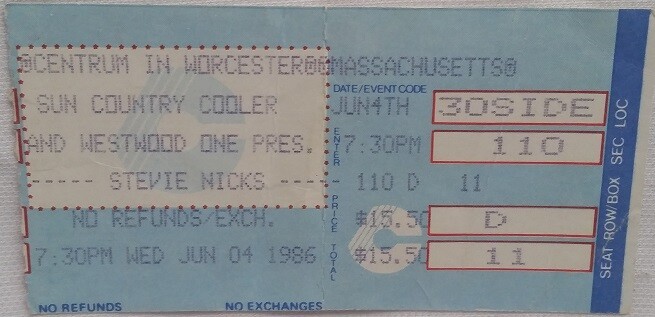 @CENTRUM IN WORCESTER@@MASSACHUSETTS@
SUN COUNTRY COOLER
AND WESTWOOD ONE PRES.
----- STEVIE NICKS -----
NO REFUNDS/EXCH.
7:30PM WED JUN 04 1986
NO REFUNDS NO EXCHANGES
DATE/EVENT CODE
JUN4TH
ENTER
7:30PM
110 D 11
PRICE
$15.50
TOTAL
$15.50
30SIDE
110
D
11
SEAT ROW/BOX SEC LOC